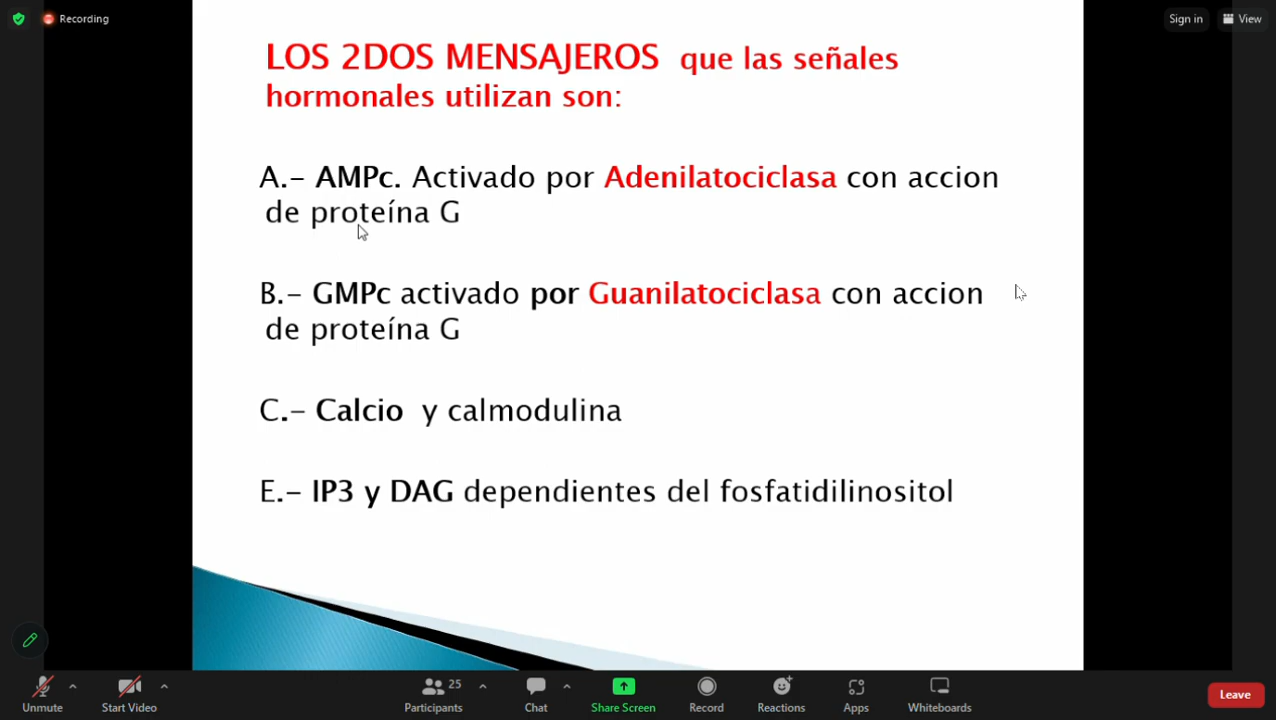 Recording
Sign in
View
LOS 2DOS MENSAJEROS que las señales
hormonales utilizan son:
A.- AMPc. Activado por Adenilatociclasa con accion
de proteína G
B.- GMPc activado por Guanilatociclasa con accion
de proteína G
C.- Calcio y calmodulina
E.- IP3 y DAG dependientes del fosfatidilinositol
25
Unmute
Start Video
Participants
Chat
Share Screen
Record
Reactions
Apps
Whiteboards
Leave